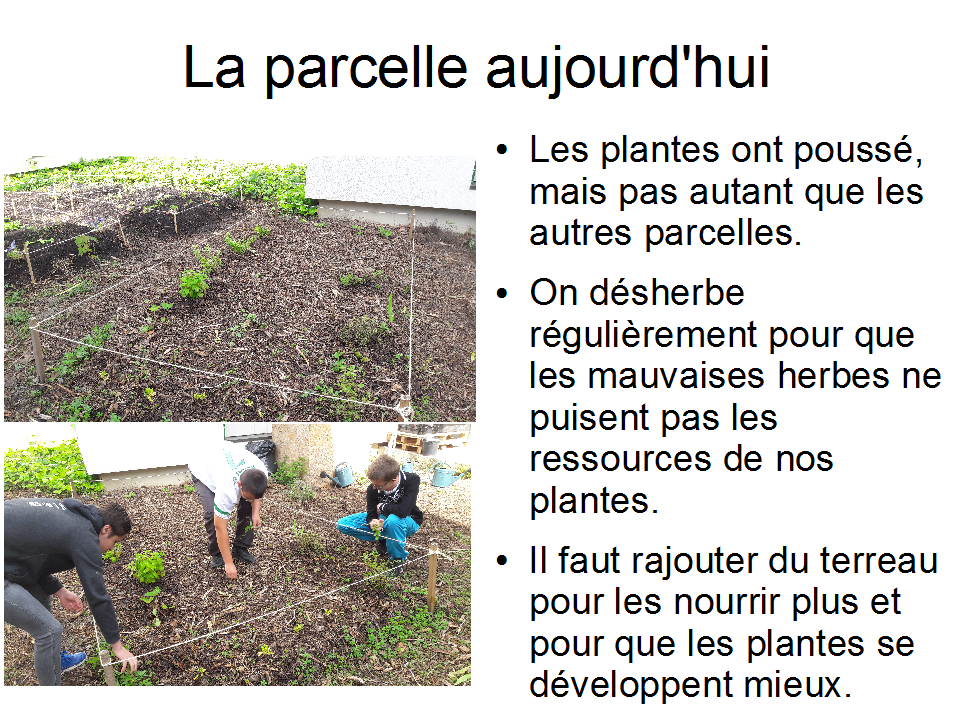 La parcelle aujourd'hui
• Les plantes ont poussé,
mais pas autant que les
autres parcelles.
• On désherbe
régulièrement pour que
les mauvaises herbes ne
puisent pas les
ressources de nos
plantes.
• Il faut rajouter du terreau
pour les nourrir plus et
pour que les plantes se
développent mieux.